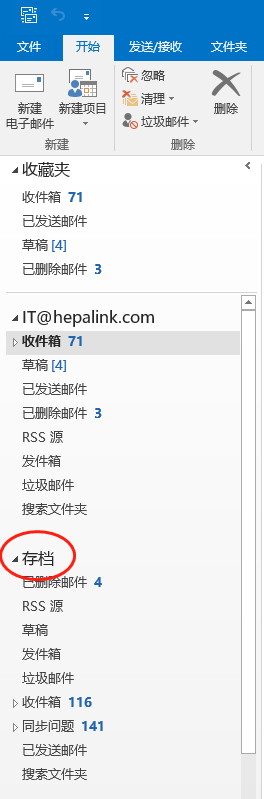 文件 开始 发送/接收 文件夹
新建
电子邮件
新建项目
忽略
清理
垃圾邮件
删除
新建 删除
收藏夹
收件箱 71
已发送邮件
草稿 [4]
已删除邮件 3
IT@hepalink.com
收件箱 71
草稿 [4]
已发送邮件
已删除邮件 3
RSS 源
发件箱
垃圾邮件
搜索文件夹
存档
已删除邮件 4
RSS 源
草稿
发件箱
垃圾邮件
收件箱 116
同步问题 141
已发送邮件
搜索文件夹